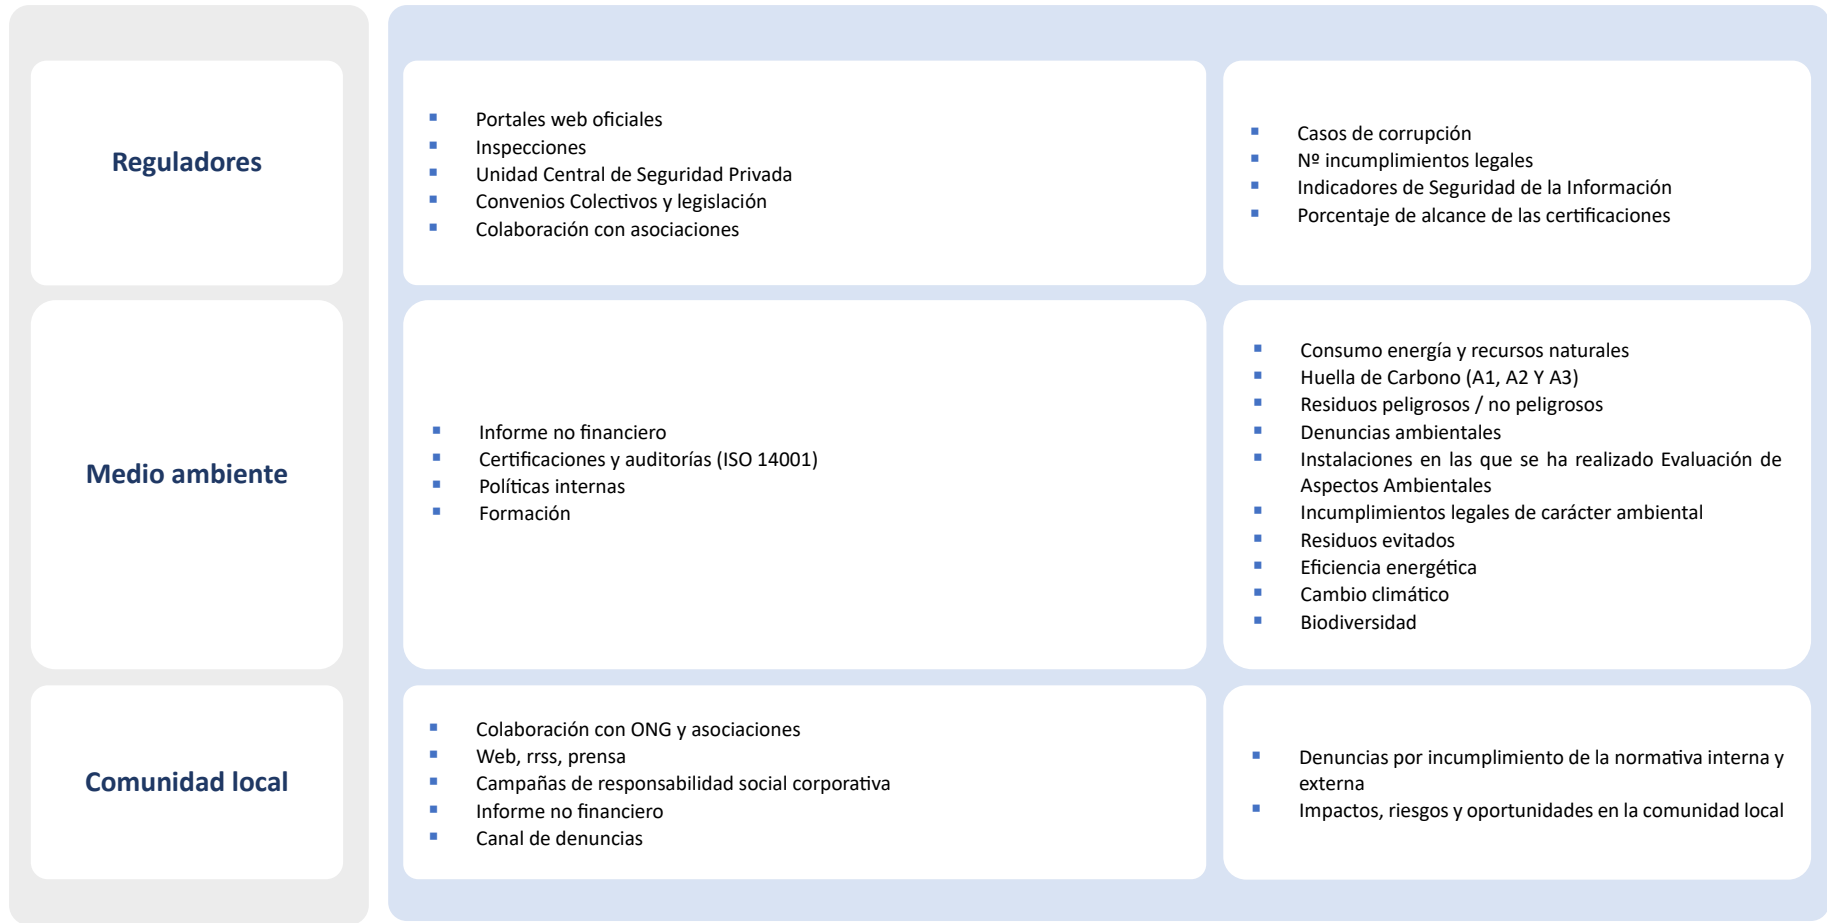 Reguladores
Portales web oficiales
Inspecciones
Unidad Central de Seguridad Privada
Convenios Colectivos y legislación
Colaboración con asociaciones
Casos de corrupción
Nº incumplimientos legales
Indicadores de Seguridad de la Información
Porcentaje de alcance de las certificaciones
Medio ambiente
Informe no financiero
Certificaciones y auditorías (ISO 14001)
Políticas internas
Formación
Consumo energía y recursos naturales
Huella de Carbono (A1, A2 Y A3)
Residuos peligrosos / no peligrosos
Denuncias ambientales
Instalaciones en las que se ha realizado Evaluación de
Aspectos Ambientales
Incumplimientos legales de carácter ambiental
Residuos evitados
Eficiencia energética
Cambio climático
Biodiversidad
Comunidad local
Colaboración con ONG y asociaciones
Web, rrss, prensa
Campañas de responsabilidad social corporativa
Informe no financiero
Canal de denuncias
Denuncias por incumplimiento de la normativa interna y
externa
Impactos, riesgos y oportunidades en la comunidad local